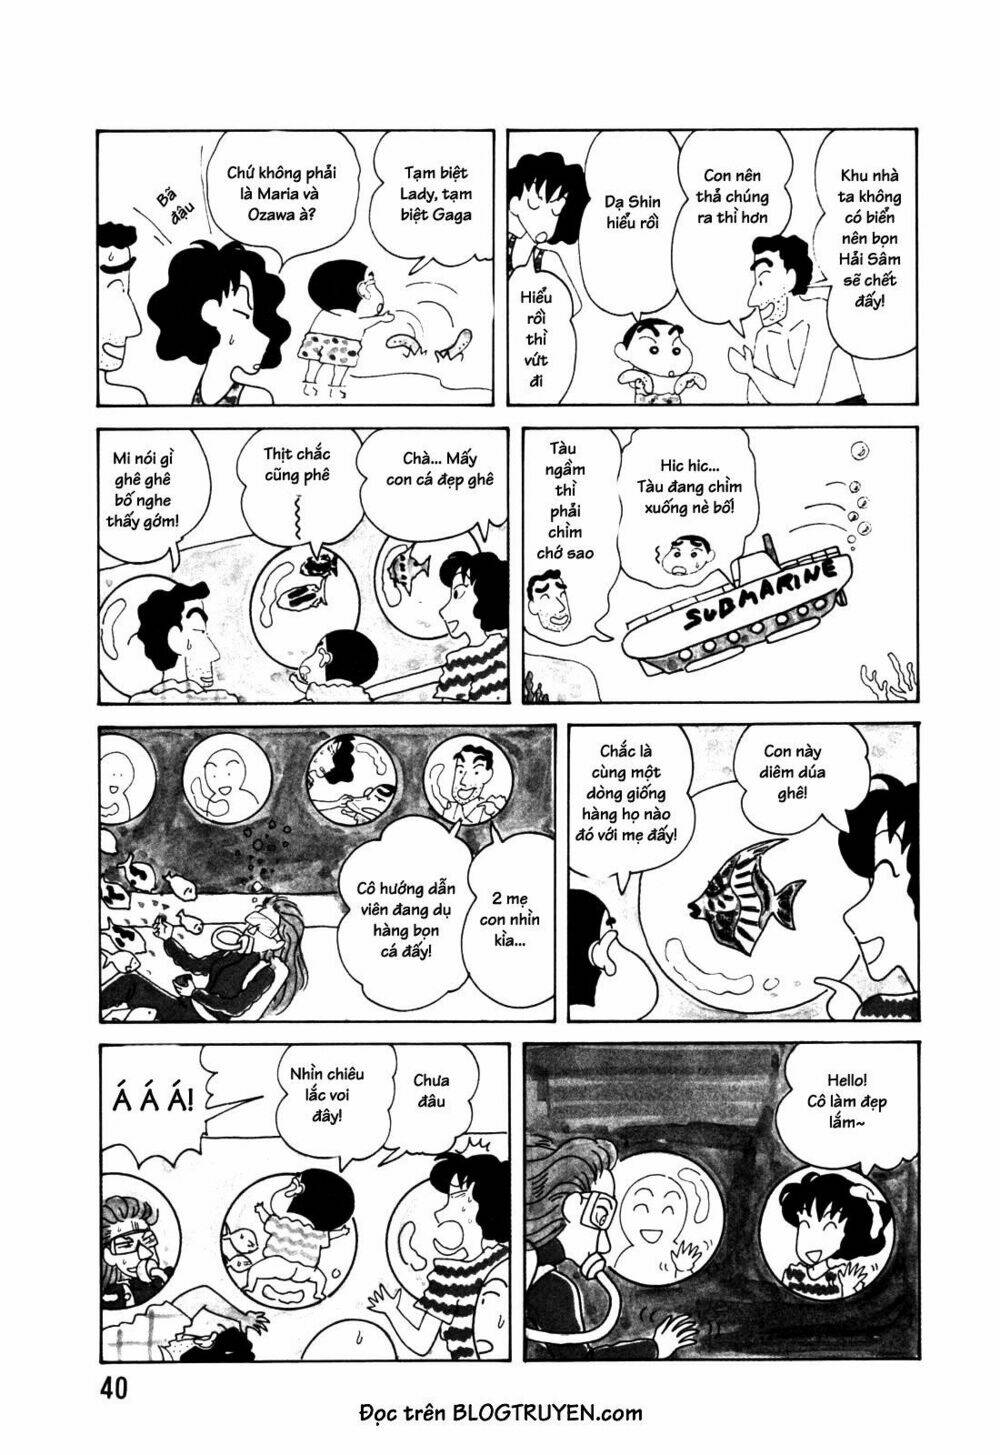 Khu nhà
ta không
có biển
nên bọn
Hải Sâm
sẽ chết
đấy!
Con nên
thả chúng
ra thì hơn
Dạ Shin
hiểu rồi
Hiểu
rồi
thì
vứt
đi
Tạm biệt
Lady, tạm
biệt Gaga
Chứ không phải
là Maria và
Ozawa à?
Bã
đậu
Hic hic...
Tàu đang chìm
xuống nè bố!
Tàu
ngầm
thì
phải
chìm
chớ sao
SUBMARINE
Chà... Mấy
con cá đẹp ghê
Thịt chắc
cũng phê
Mi nói gì
ghê ghê
bố nghe
thấy gớm!
Con này
diêm dúa
ghê!
Chắc là
cùng một
dòng giống
hàng họ nào
đó với mẹ đấy!
2 mẹ
con nhìn
kìa...
Cô hướng dẫn
viên đang dụ
hàng bọn
cá đấy!
Hello!
Cô làm đẹp
lắm~
Chưa
đâu
Nhìn chiêu
lắc voi
đây!
Á Á Á!
40
Đọc trên BLOGTRUYEN.com